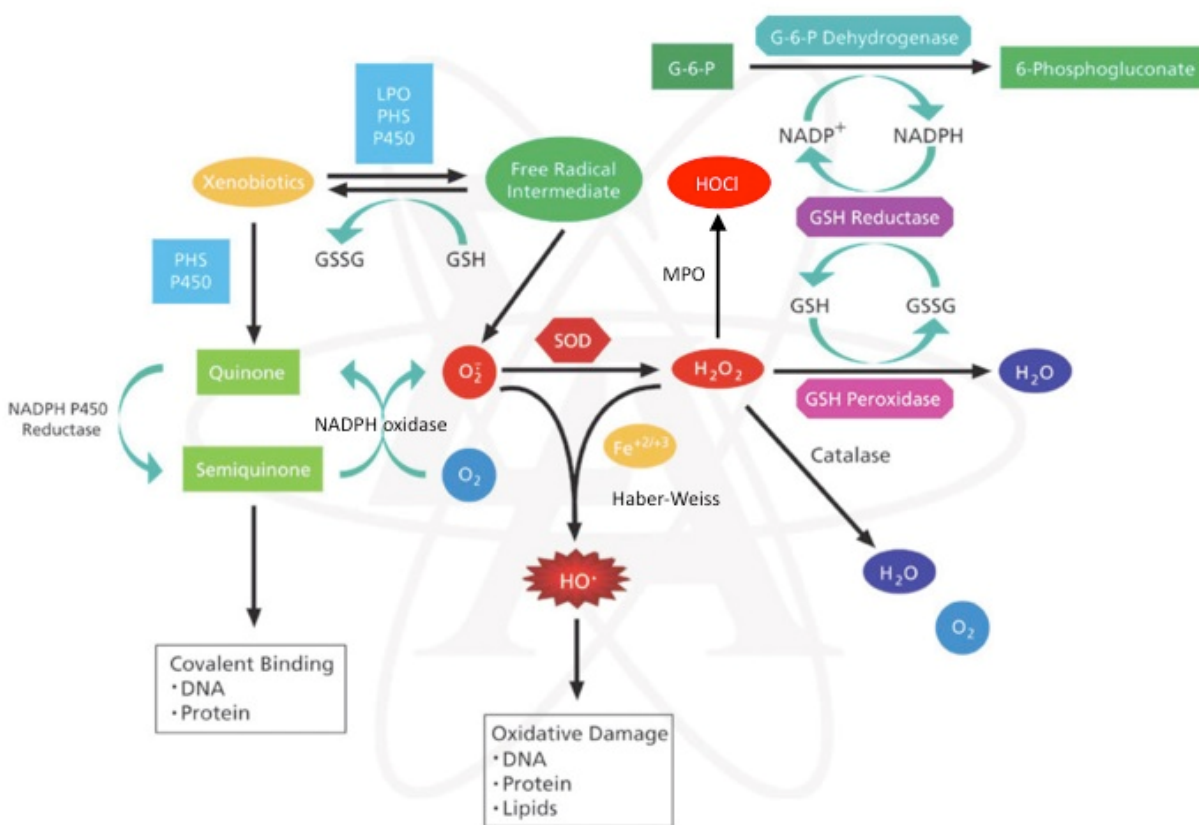 G-6-P Dehydrogenase
G-6-P
6-Phosphogluconate
LPO
PHS
P450
NADP⁺
NADPH
Xenobiotics
Free Radical
Intermediate
HOCl
GSH Reductase
GSSG
GSH
PHS
P450
MPO
GSH
GSSG
SOD
Quinone
O₂·̄
H₂O₂
H₂O
GSH Peroxidase
NADPH P450
Reductase
NADPH oxidase
Fe⁺²/⁺³
Catalase
Semiquinone
O₂
Haber-Weiss
HO·
H₂O
O₂
Covalent Binding
·DNA
·Protein
Oxidative Damage
·DNA
·Protein
·Lipids